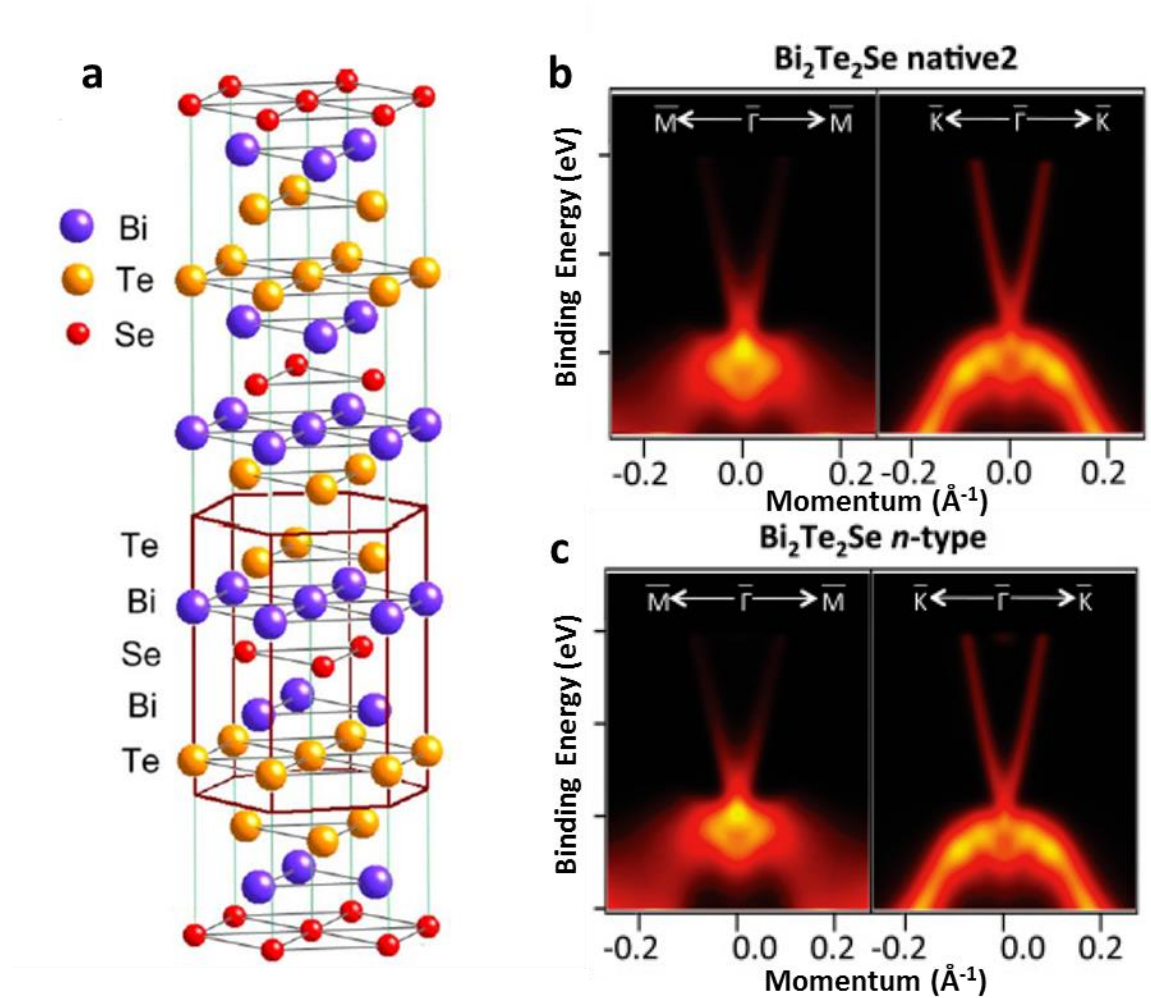 a
Bi
Te
Se
Te
Bi
Se
Bi
Te
b
Bi₂Te₂Se native2
Binding Energy (eV)
M̅ Γ̅ M̅ K̅ Γ̅ K̅
-0.2 0.0 0.2 -0.2 0.0 0.2
Momentum (Å⁻¹)
c
Bi₂Te₂Se n-type
Binding Energy (eV)
M̅ Γ̅ M̅ K̅ Γ̅ K̅
-0.2 0.0 0.2 -0.2 0.0 0.2
Momentum (Å⁻¹)